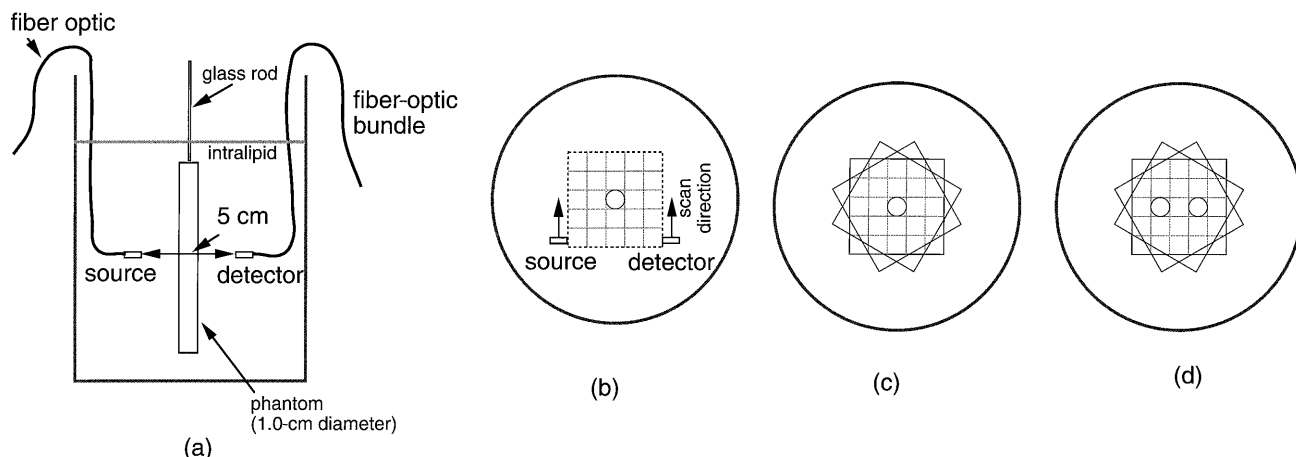 fiber optic
glass rod
fiber-optic
bundle
intralipid
5 cm
source
detector
phantom
(1.0-cm diameter)
(a)
scan
direction
source
detector
(b)
(c)
(d)